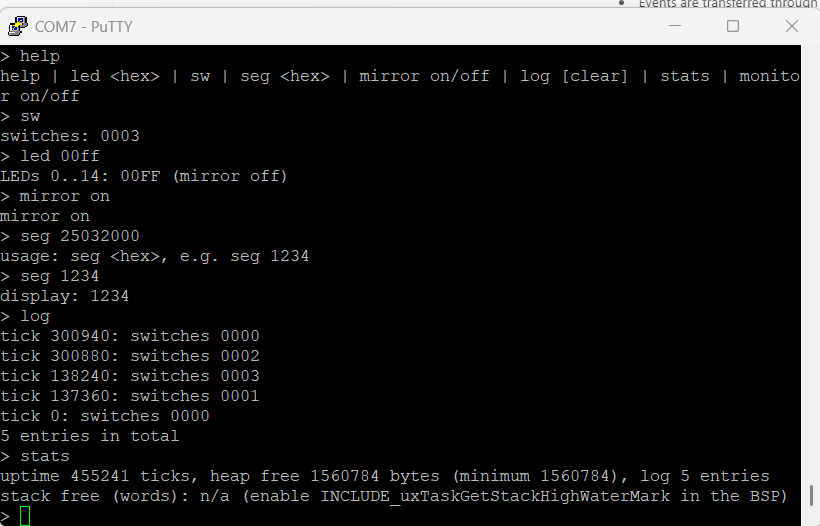 Events are transferred through
COM7 - PuTTY
> help
help | led <hex> | sw | seg <hex> | mirror on/off | log [clear] | stats | monito
r on/off
> sw
switches: 0003
> led 00ff
LEDs 0..14: 00FF (mirror off)
> mirror on
mirror on
> seg 25032000
usage: seg <hex>, e.g. seg 1234
> seg 1234
display: 1234
> log
tick 300940: switches 0000
tick 300880: switches 0002
tick 138240: switches 0003
tick 137360: switches 0001
tick 0: switches 0000
5 entries in total
> stats
uptime 455241 ticks, heap free 1560784 bytes (minimum 1560784), log 5 entries
stack free (words): n/a (enable INCLUDE_uxTaskGetStackHighWaterMark in the BSP)
>